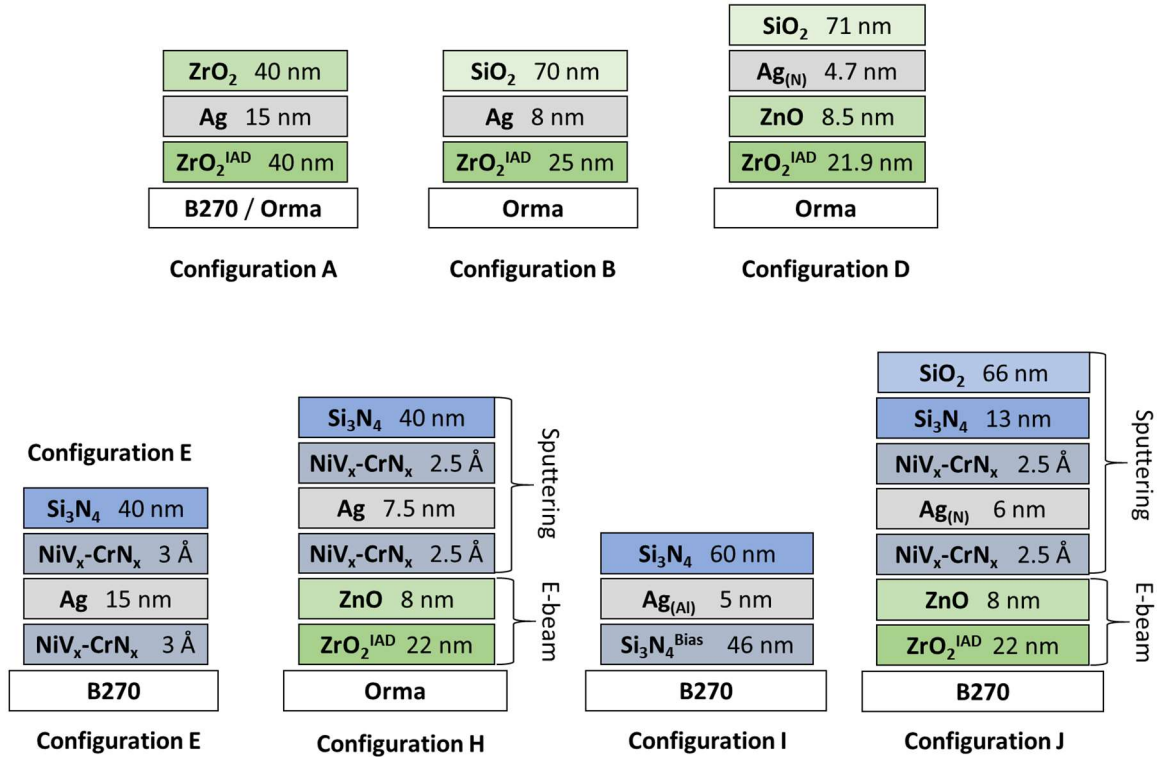 ZrO₂ 40 nm
Ag 15 nm
ZrO₂ᴵᴬᴰ 40 nm
B270 / Orma
Configuration A
SiO₂ 70 nm
Ag 8 nm
ZrO₂ᴵᴬᴰ 25 nm
Orma
Configuration B
SiO₂ 71 nm
Ag₍N₎ 4.7 nm
ZnO 8.5 nm
ZrO₂ᴵᴬᴰ 21.9 nm
Orma
Configuration D
Configuration E
Si₃N₄ 40 nm
NiVₓ-CrNₓ 3 Å
Ag 15 nm
NiVₓ-CrNₓ 3 Å
B270
Configuration E
Si₃N₄ 40 nm
NiVₓ-CrNₓ 2.5 Å
Ag 7.5 nm
NiVₓ-CrNₓ 2.5 Å
ZnO 8 nm
ZrO₂ᴵᴬᴰ 22 nm
Orma
Sputtering
E-beam
Configuration H
Si₃N₄ 60 nm
Ag₍Al₎ 5 nm
Si₃N₄ᴮⁱᵃˢ 46 nm
B270
Configuration I
SiO₂ 66 nm
Si₃N₄ 13 nm
NiVₓ-CrNₓ 2.5 Å
Ag₍N₎ 6 nm
NiVₓ-CrNₓ 2.5 Å
ZnO 8 nm
ZrO₂ᴵᴬᴰ 22 nm
B270
Sputtering
E-beam
Configuration J